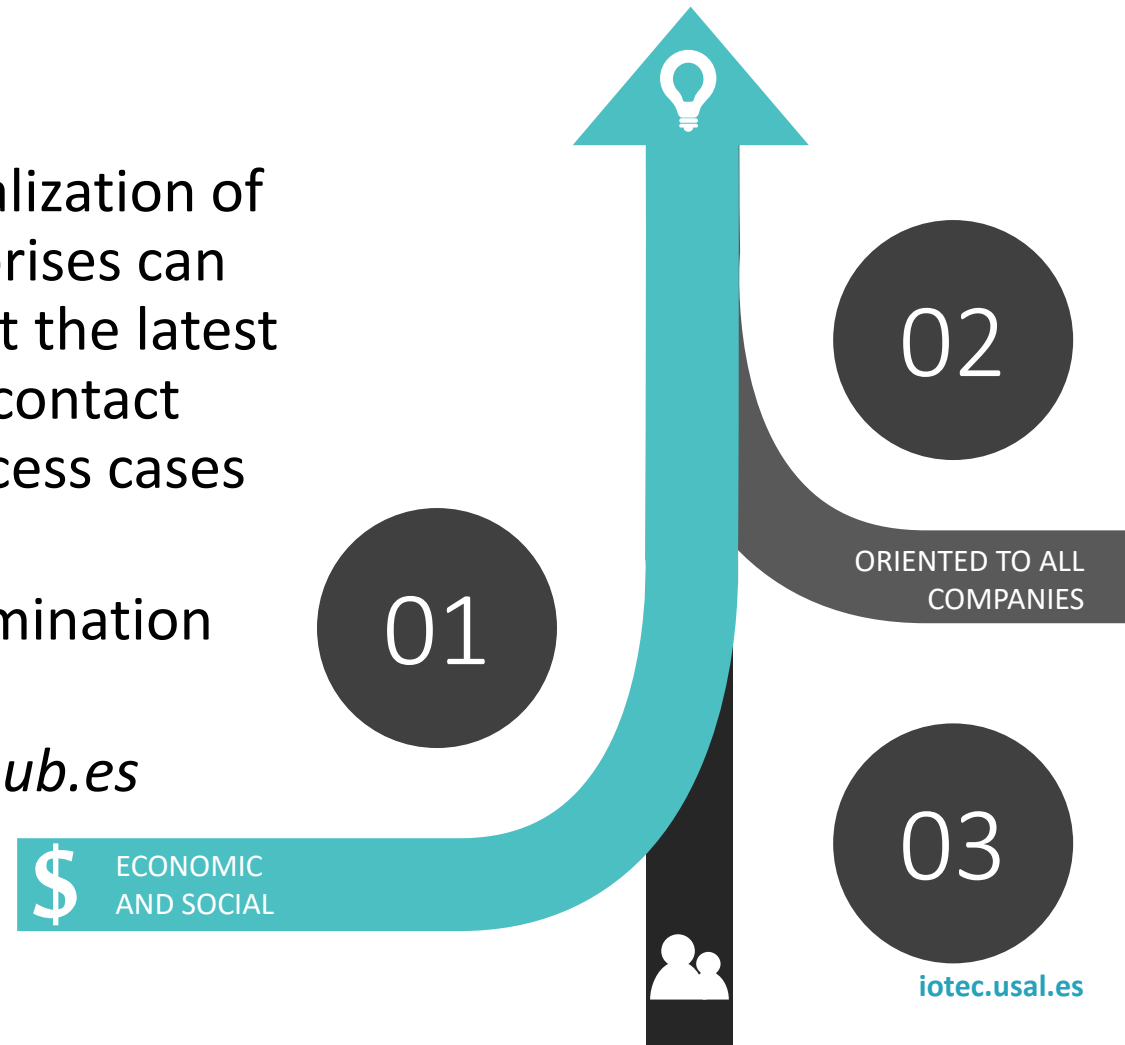 alization of
rises can
t the latest
contact
cess cases
mination
ub.es
01
02
03
ORIENTED TO ALL
COMPANIES
$
ECONOMIC
AND SOCIAL
iotec.usal.es